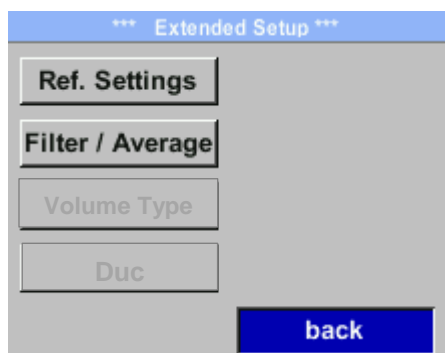 *** Extended Setup ***
Ref. Settings
Filter / Average
Volume Type
Duc
back